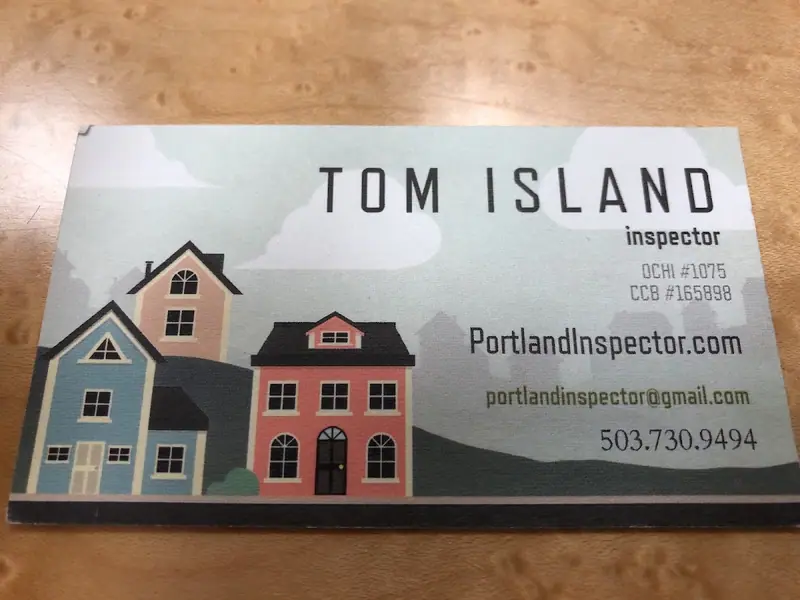 TOM ISLAND
inspector
OCHI #1075
CCB #165898
PortlandInspector.com
portlandinspector@gmail.com
503.730.9494